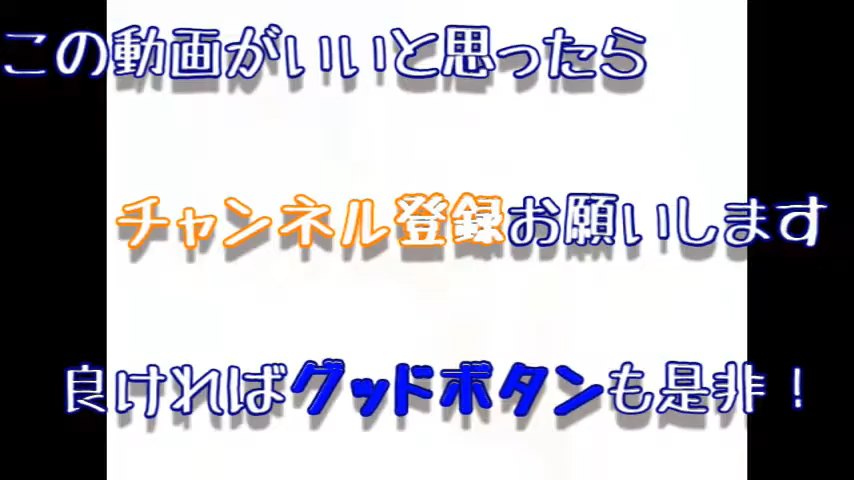 この動画がいいと思ったら
チャンネル登録お願いします
良ければグッドボタンも是非！